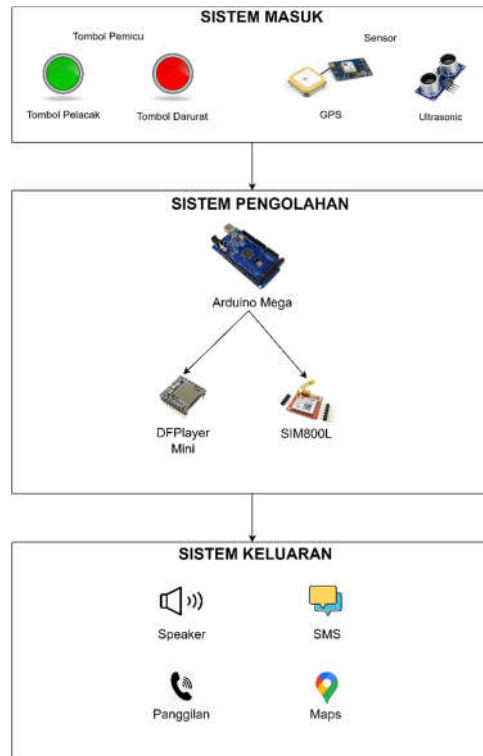 SISTEM MASUK
Tombol Pemicu
Sensor
Tombol Pelacak
Tombol Darurat
GPS
Ultrasonic
SISTEM PENGOLAHAN
Arduino Mega
DFPlayer
Mini
SIM800L
SISTEM KELUARAN
Speaker
SMS
Panggilan
Maps